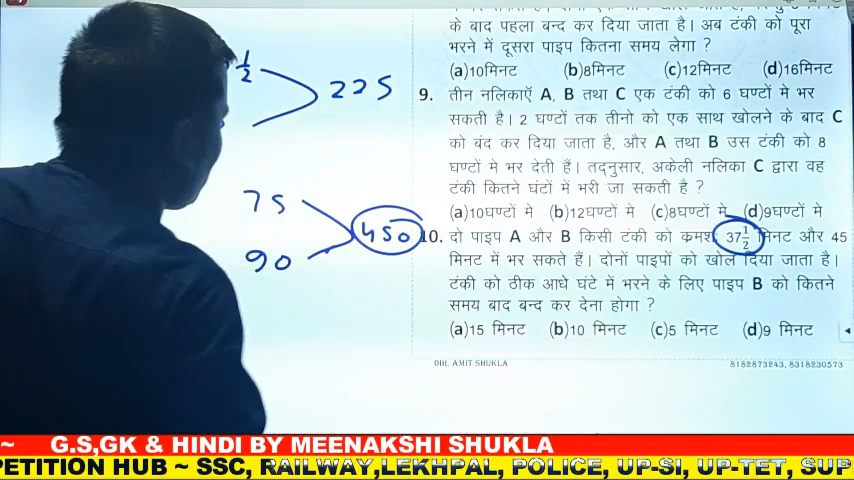 के बाद पहला बन्द कर दिया जाता है। अब टंकी को पूरा
भरने में दूसरा पाइप कितना समय लेगा ?
(a)10मिनट (b)8मिनट (c)12मिनट (d)16मिनट
9. तीन नलिकाऍ A, B तथा C एक टंकी को 6 घण्टों मे भर
सकती है। 2 घण्टों तक तीनो को एक साथ खोलने के बाद C
को बंद कर दिया जाता है, और A तथा B उस टंकी को 8
घण्टों मे भर देती हैं। तद्नुसार, अकेली नलिका C द्वारा वह
टंकी कितने घंटों में भरी जा सकती है ?
(a)10घण्टों मे (b)12घण्टों मे (c)8घण्टों मे (d)9घण्टों मे
10. दो पाइप A और B किसी टंकी को क्रमशः 37 1/2 मिनट और 45
मिनट में भर सकते हैं। दोनों पाइपों को खोल दिया जाता है।
टंकी को ठीक आधे घंटे में भरने के लिए पाइप B को कितने
समय बाद बन्द कर देना होगा ?
(a)15 मिनट (b)10 मिनट (c)5 मिनट (d)9 मिनट
DIR. AMIT SHUKLA 8182873243, 8318230573
1/2
225
75
450
90
~ G.S,GK & HINDI BY MEENAKSHI SHUKLA
PETITION HUB ~ SSC, RAILWAY,LEKHPAL, POLICE, UP-SI, UP-TET, SUP